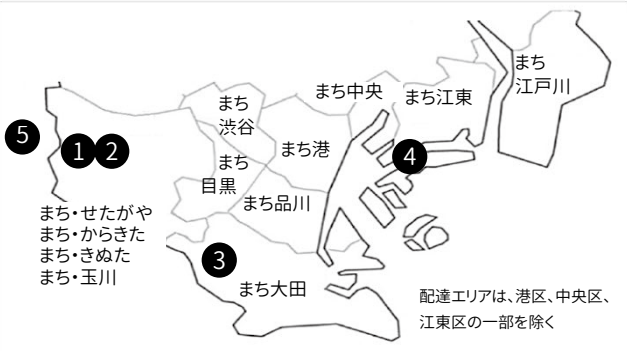 まち
江戸川
まち中央
まち江東
まち
渋谷
まち港
5
1
2
4
まち
目黒
まち品川
まち・せたがや
まち・からきた
まち・きぬた
まち・玉川
3
まち大田
配達エリアは、港区、中央区、
江東区の一部を除く